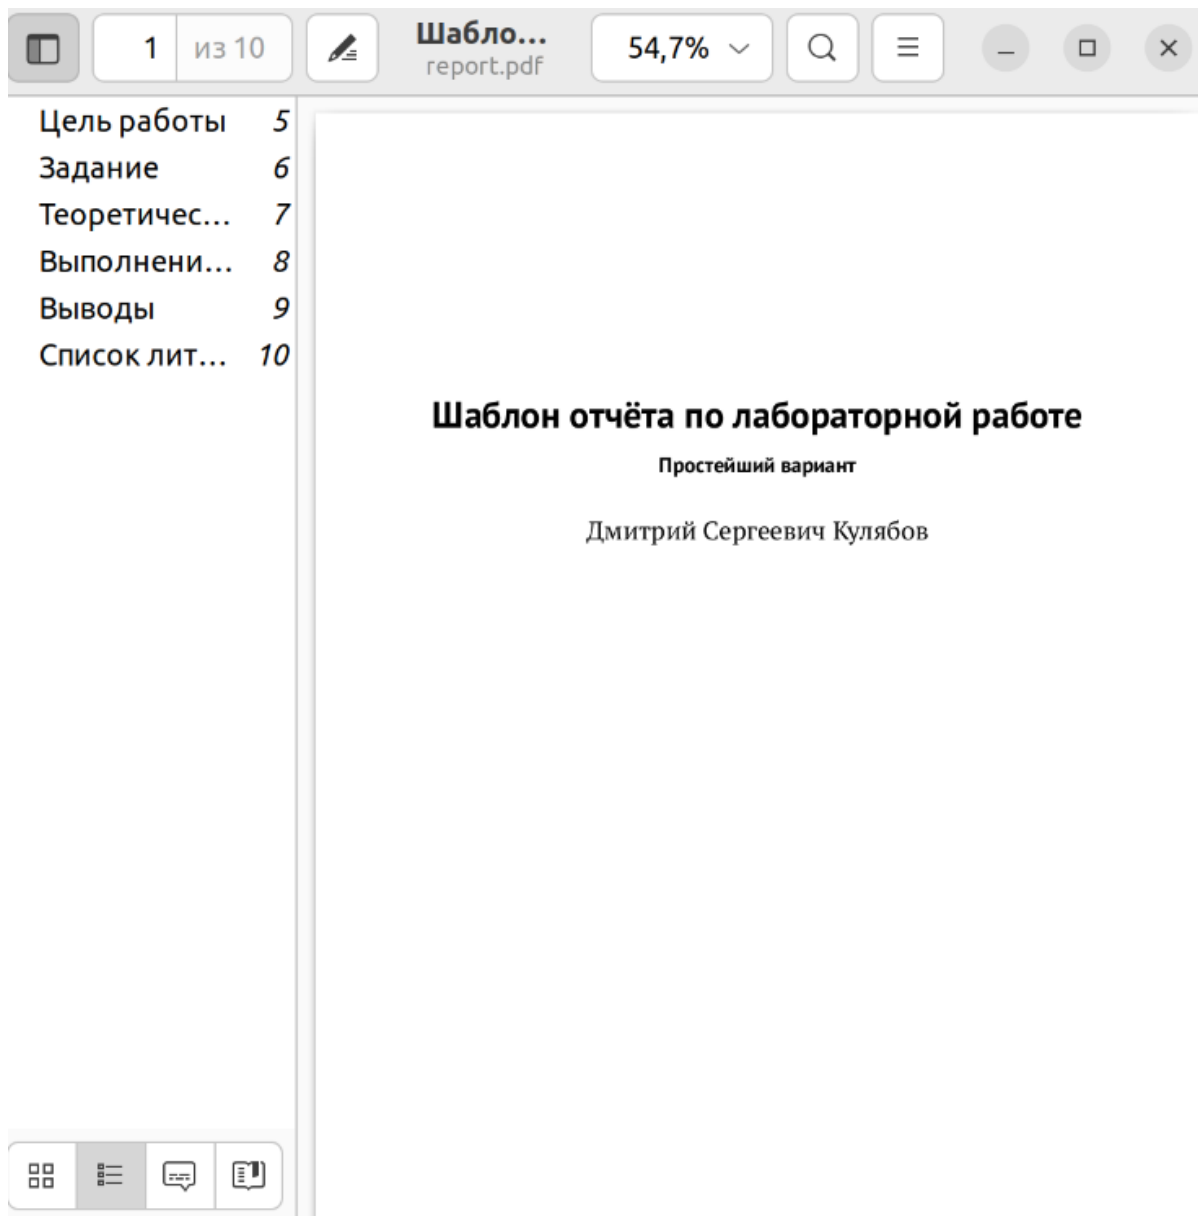 1 из 10
Шабло...
report.pdf
54,7%
Цель работы 5
Задание 6
Теоретичес... 7
Выполнени... 8
Выводы 9
Список лит... 10
Шаблон отчёта по лабораторной работе
Простейший вариант
Дмитрий Сергеевич Кулябов